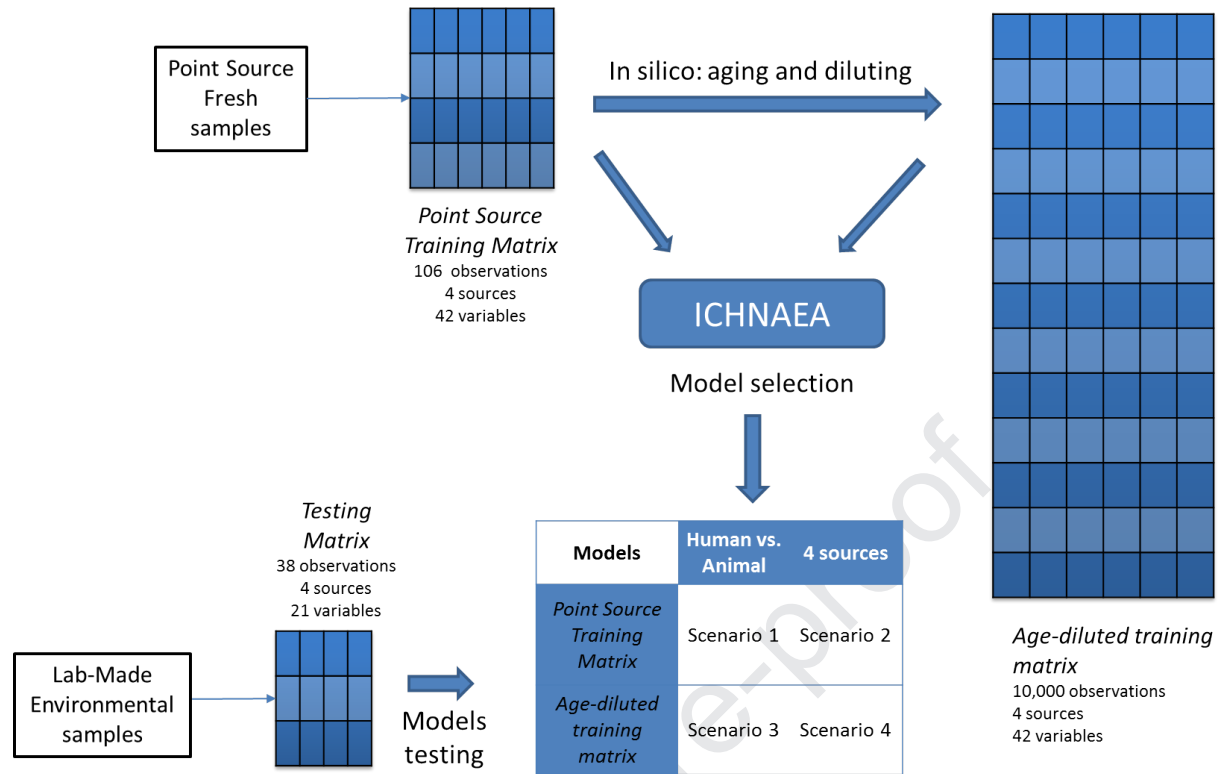 Point Source
Fresh
samples
In silico: aging and diluting
Point Source
Training Matrix
106 observations
4 sources
42 variables
ICHNAEA
Model selection
Testing
Matrix
38 observations
4 sources
21 variables
Lab-Made
Environmental
samples
Models
testing
Models
Human vs.
Animal
4 sources
Point Source
Training
Matrix
Scenario 1
Scenario 2
Age-diluted
training
matrix
Scenario 3
Scenario 4
Age-diluted training
matrix
10,000 observations
4 sources
42 variables
e-proof